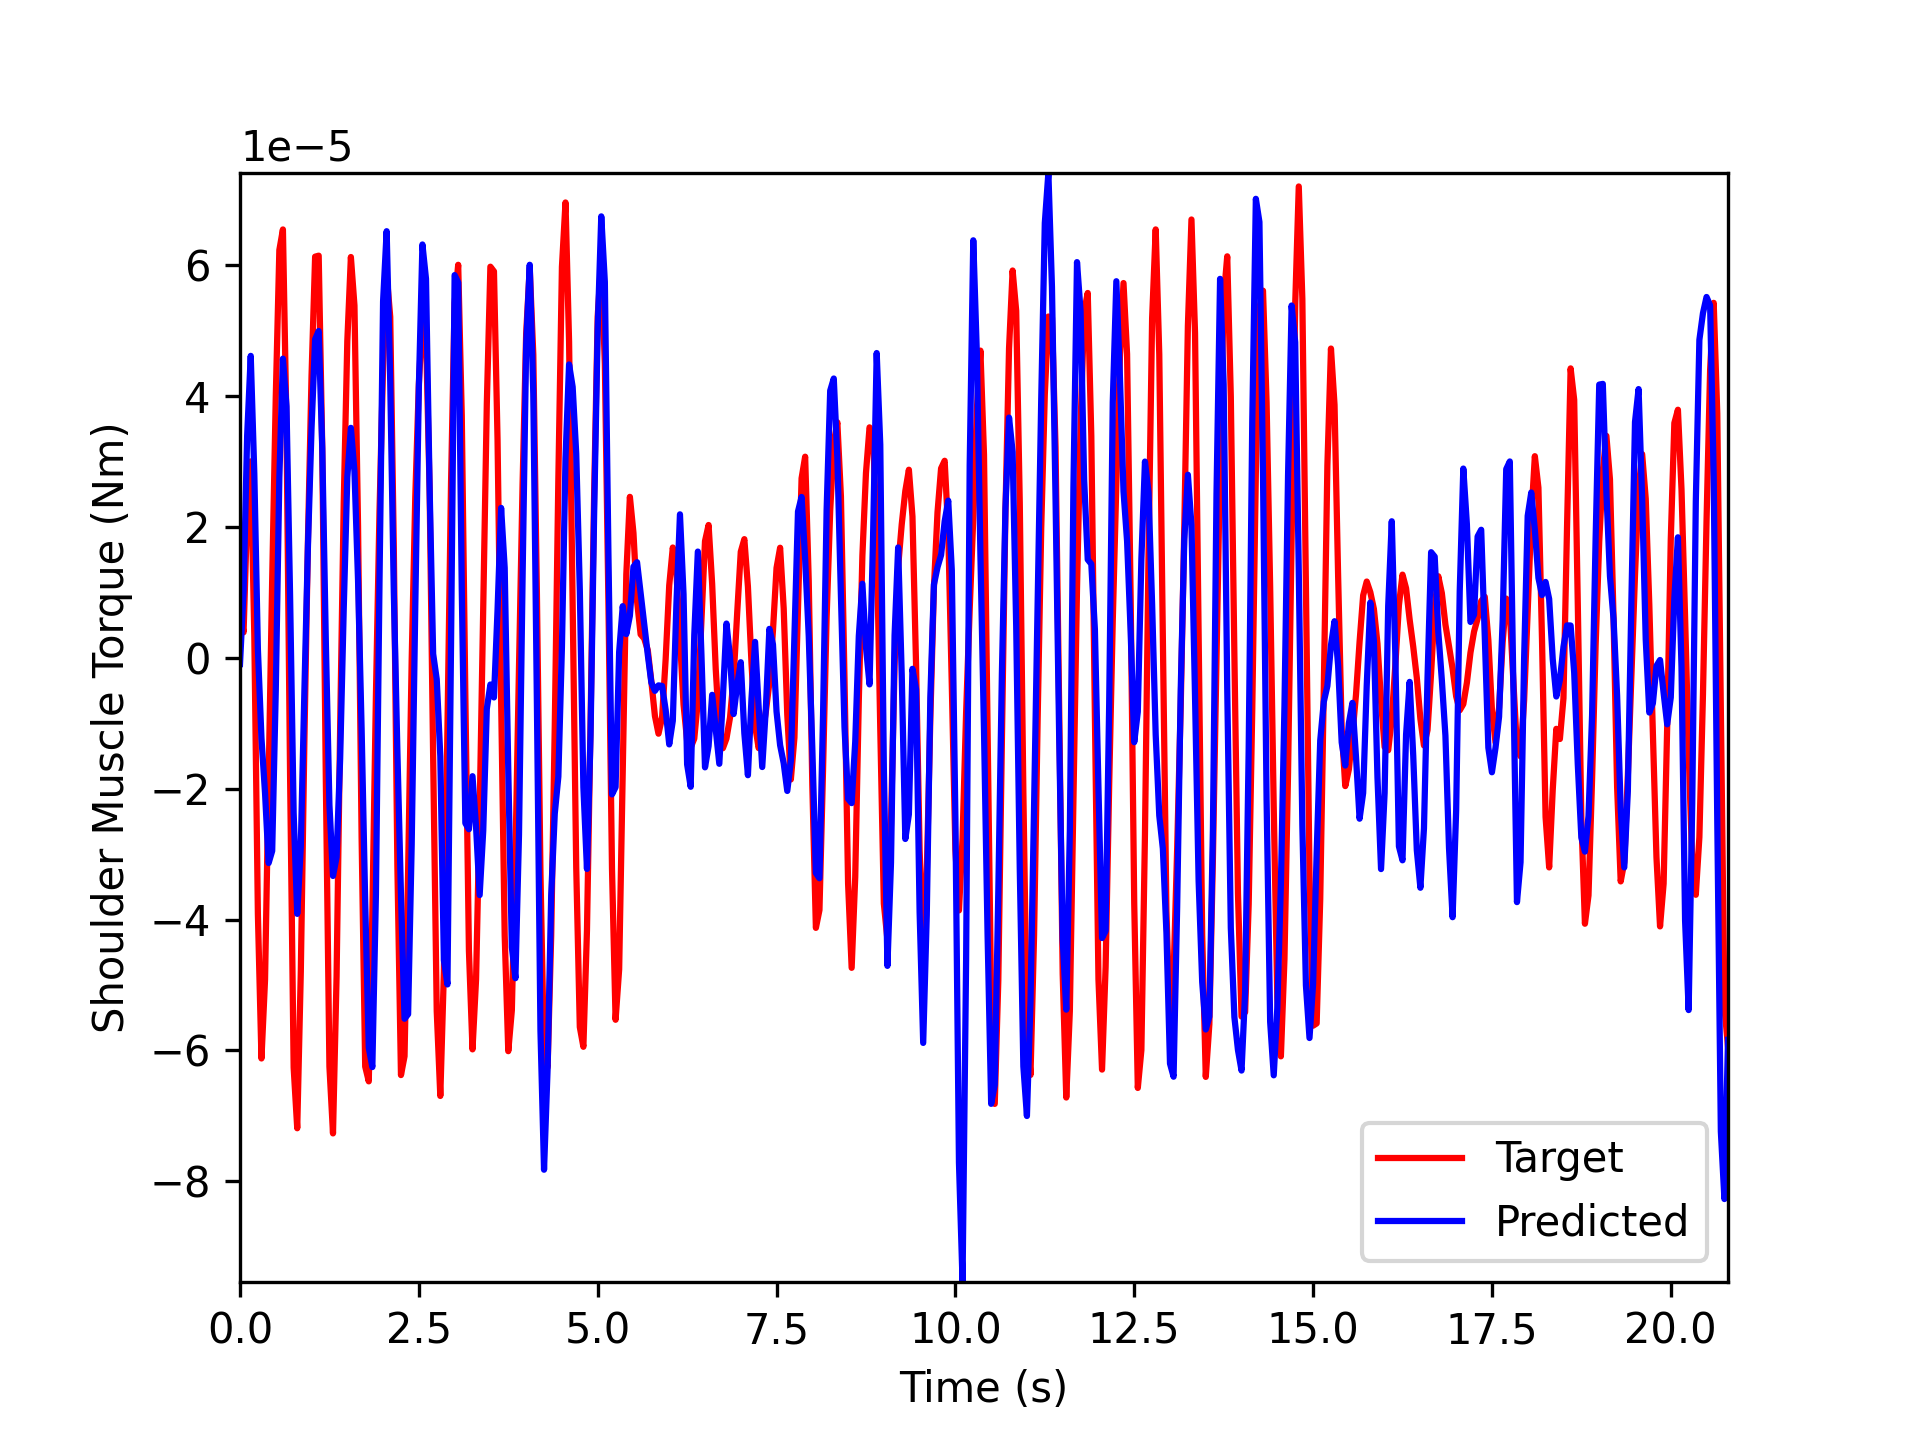 1e−5
Shoulder Muscle Torque (Nm)
6
4
2
0
−2
−4
−6
−8
0.0 2.5 5.0 7.5 10.0 12.5 15.0 17.5 20.0
Time (s)
Target
Predicted